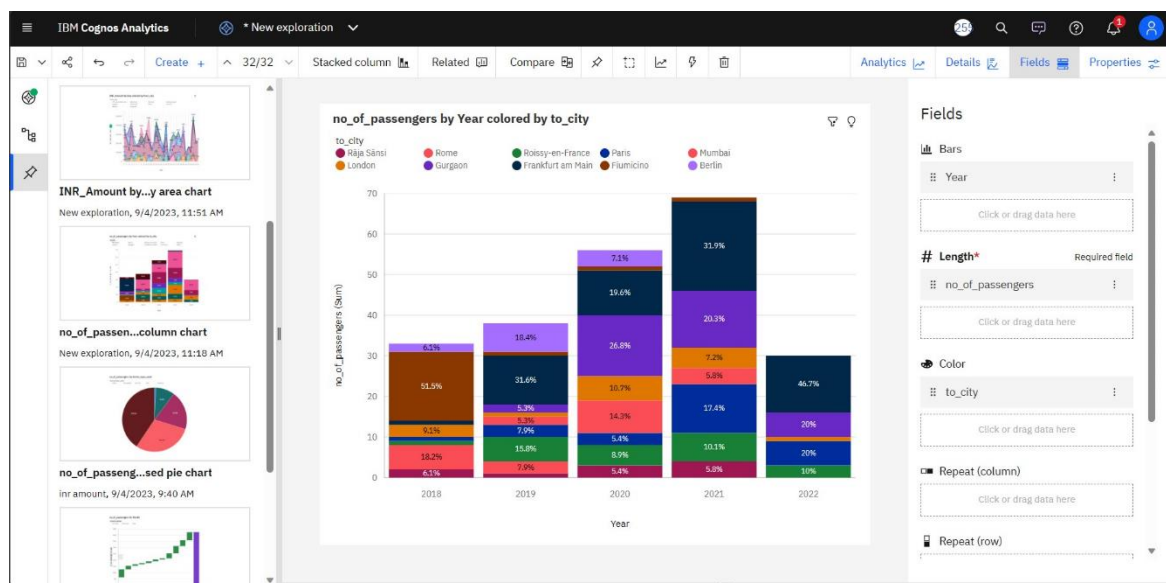 IBM Cognos Analytics
* New exploration
1
Create +
32/32
Stacked column
Related
Compare
Analytics
Details
Fields
Properties
INR_Amount by...y area chart
New exploration, 9/4/2023, 11:51 AM
no_of_passen...column chart
New exploration, 9/4/2023, 11:18 AM
no_of_passeng...sed pie chart
inr amount, 9/4/2023, 9:40 AM
no_of_passengers by Year colored by to_city
to_city
Rāja Sānsi Rome Roissy-en-France Paris Mumbai
London Gurgaon Frankfurt am Main Fiumicino Berlin
no_of_passengers (Sum)
70
60
50
40
30
20
10
0
6.1%
51.5%
9.1%
18.2%
6.1%
18.4%
31.6%
5.3%
5.3%
7.9%
15.8%
7.9%
7.1%
19.6%
26.8%
10.7%
14.3%
5.4%
8.9%
5.4%
31.9%
20.3%
7.2%
5.8%
17.4%
10.1%
5.8%
46.7%
20%
20%
10%
2018 2019 2020 2021 2022
Year
Fields
Bars
Year
Click or drag data here
# Length* Required field
no_of_passengers
Click or drag data here
Color
to_city
Click or drag data here
Repeat (column)
Click or drag data here
Repeat (row)